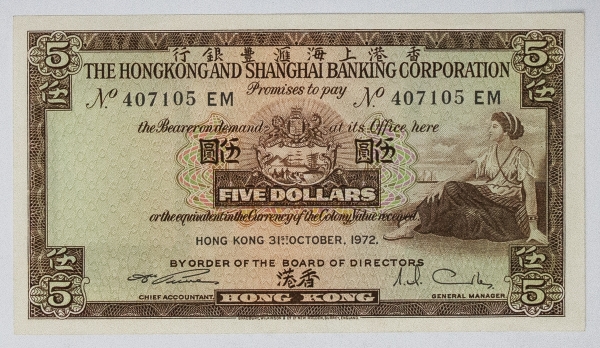 5 行銀豐滙海上港香 5
伍 THE HONGKONG AND SHANGHAI BANKING CORPORATION 伍
Promises to pay
No 407105 EM No 407105 EM
the Bearer on demand at its Office here
圓 伍
FIVE DOLLARS
or the equivalent in the Currency of the Colony Value received.
HONG KONG 31ST OCTOBER, 1972.
BY ORDER OF THE BOARD OF DIRECTORS
伍 港香 伍
5 CHIEF ACCOUNTANT HONG KONG GENERAL MANAGER 5